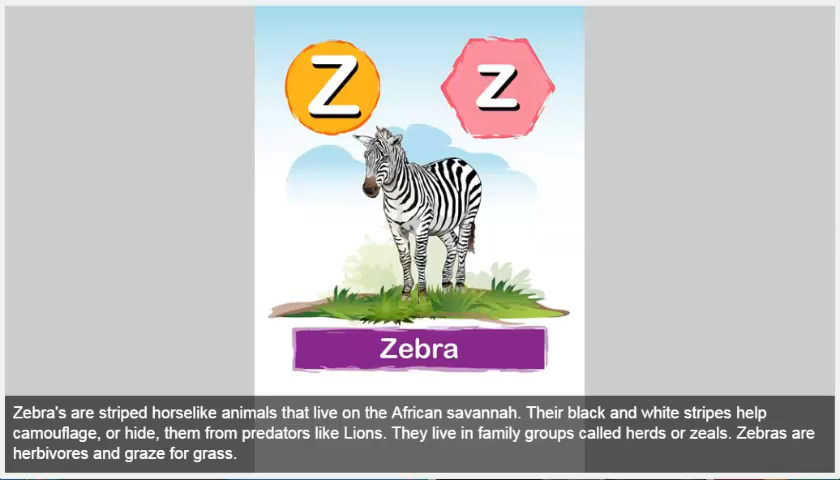 Z z
Zebra
Zebra's are striped horselike animals that live on the African savannah. Their black and white stripes help
camouflage, or hide, them from predators like Lions. They live in family groups called herds or zeals. Zebras are
herbivores and graze for grass.